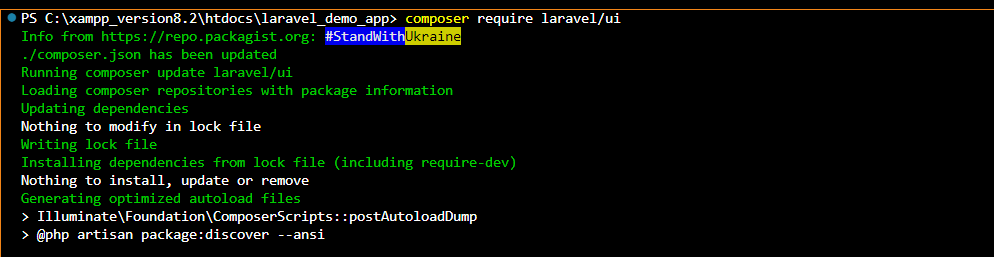 PS C:\xampp_version8.2\htdocs\laravel_demo_app> composer require laravel/ui
Info from https://repo.packagist.org: #StandWithUkraine
./composer.json has been updated
Running composer update laravel/ui
Loading composer repositories with package information
Updating dependencies
Nothing to modify in lock file
Writing lock file
Installing dependencies from lock file (including require-dev)
Nothing to install, update or remove
Generating optimized autoload files
> Illuminate\Foundation\ComposerScripts::postAutoloadDump
> @php artisan package:discover --ansi